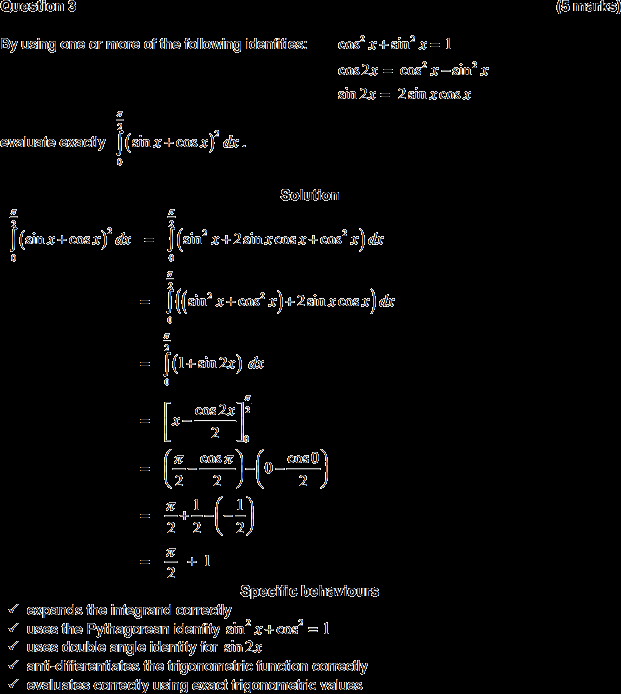 Question 3 (5 marks)
By using one or more of the following identities: cos² x + sin² x = 1
cos 2x = cos² x − sin² x
sin 2x = 2 sin x cos x
evaluate exactly ∫₀^(π/2) (sin x + cos x)² dx .
Solution
∫₀^(π/2) (sin x + cos x)² dx = ∫₀^(π/2) (sin² x + 2 sin x cos x + cos² x) dx
= ∫₀^(π/2) ((sin² x + cos² x) + 2 sin x cos x) dx
= ∫₀^(π/2) (1 + sin 2x) dx
= [x − cos 2x / 2]₀^(π/2)
= (π/2 − cos π / 2) − (0 − cos 0 / 2)
= π/2 + 1/2 − (−1/2)
= π/2 + 1
Specific behaviours
✓ expands the integrand correctly
✓ uses the Pythagorean identity sin² x + cos² = 1
✓ uses double angle identity for sin 2x
✓ anti-differentiates the trigonometric function correctly
✓ evaluates correctly using exact trigonometric values